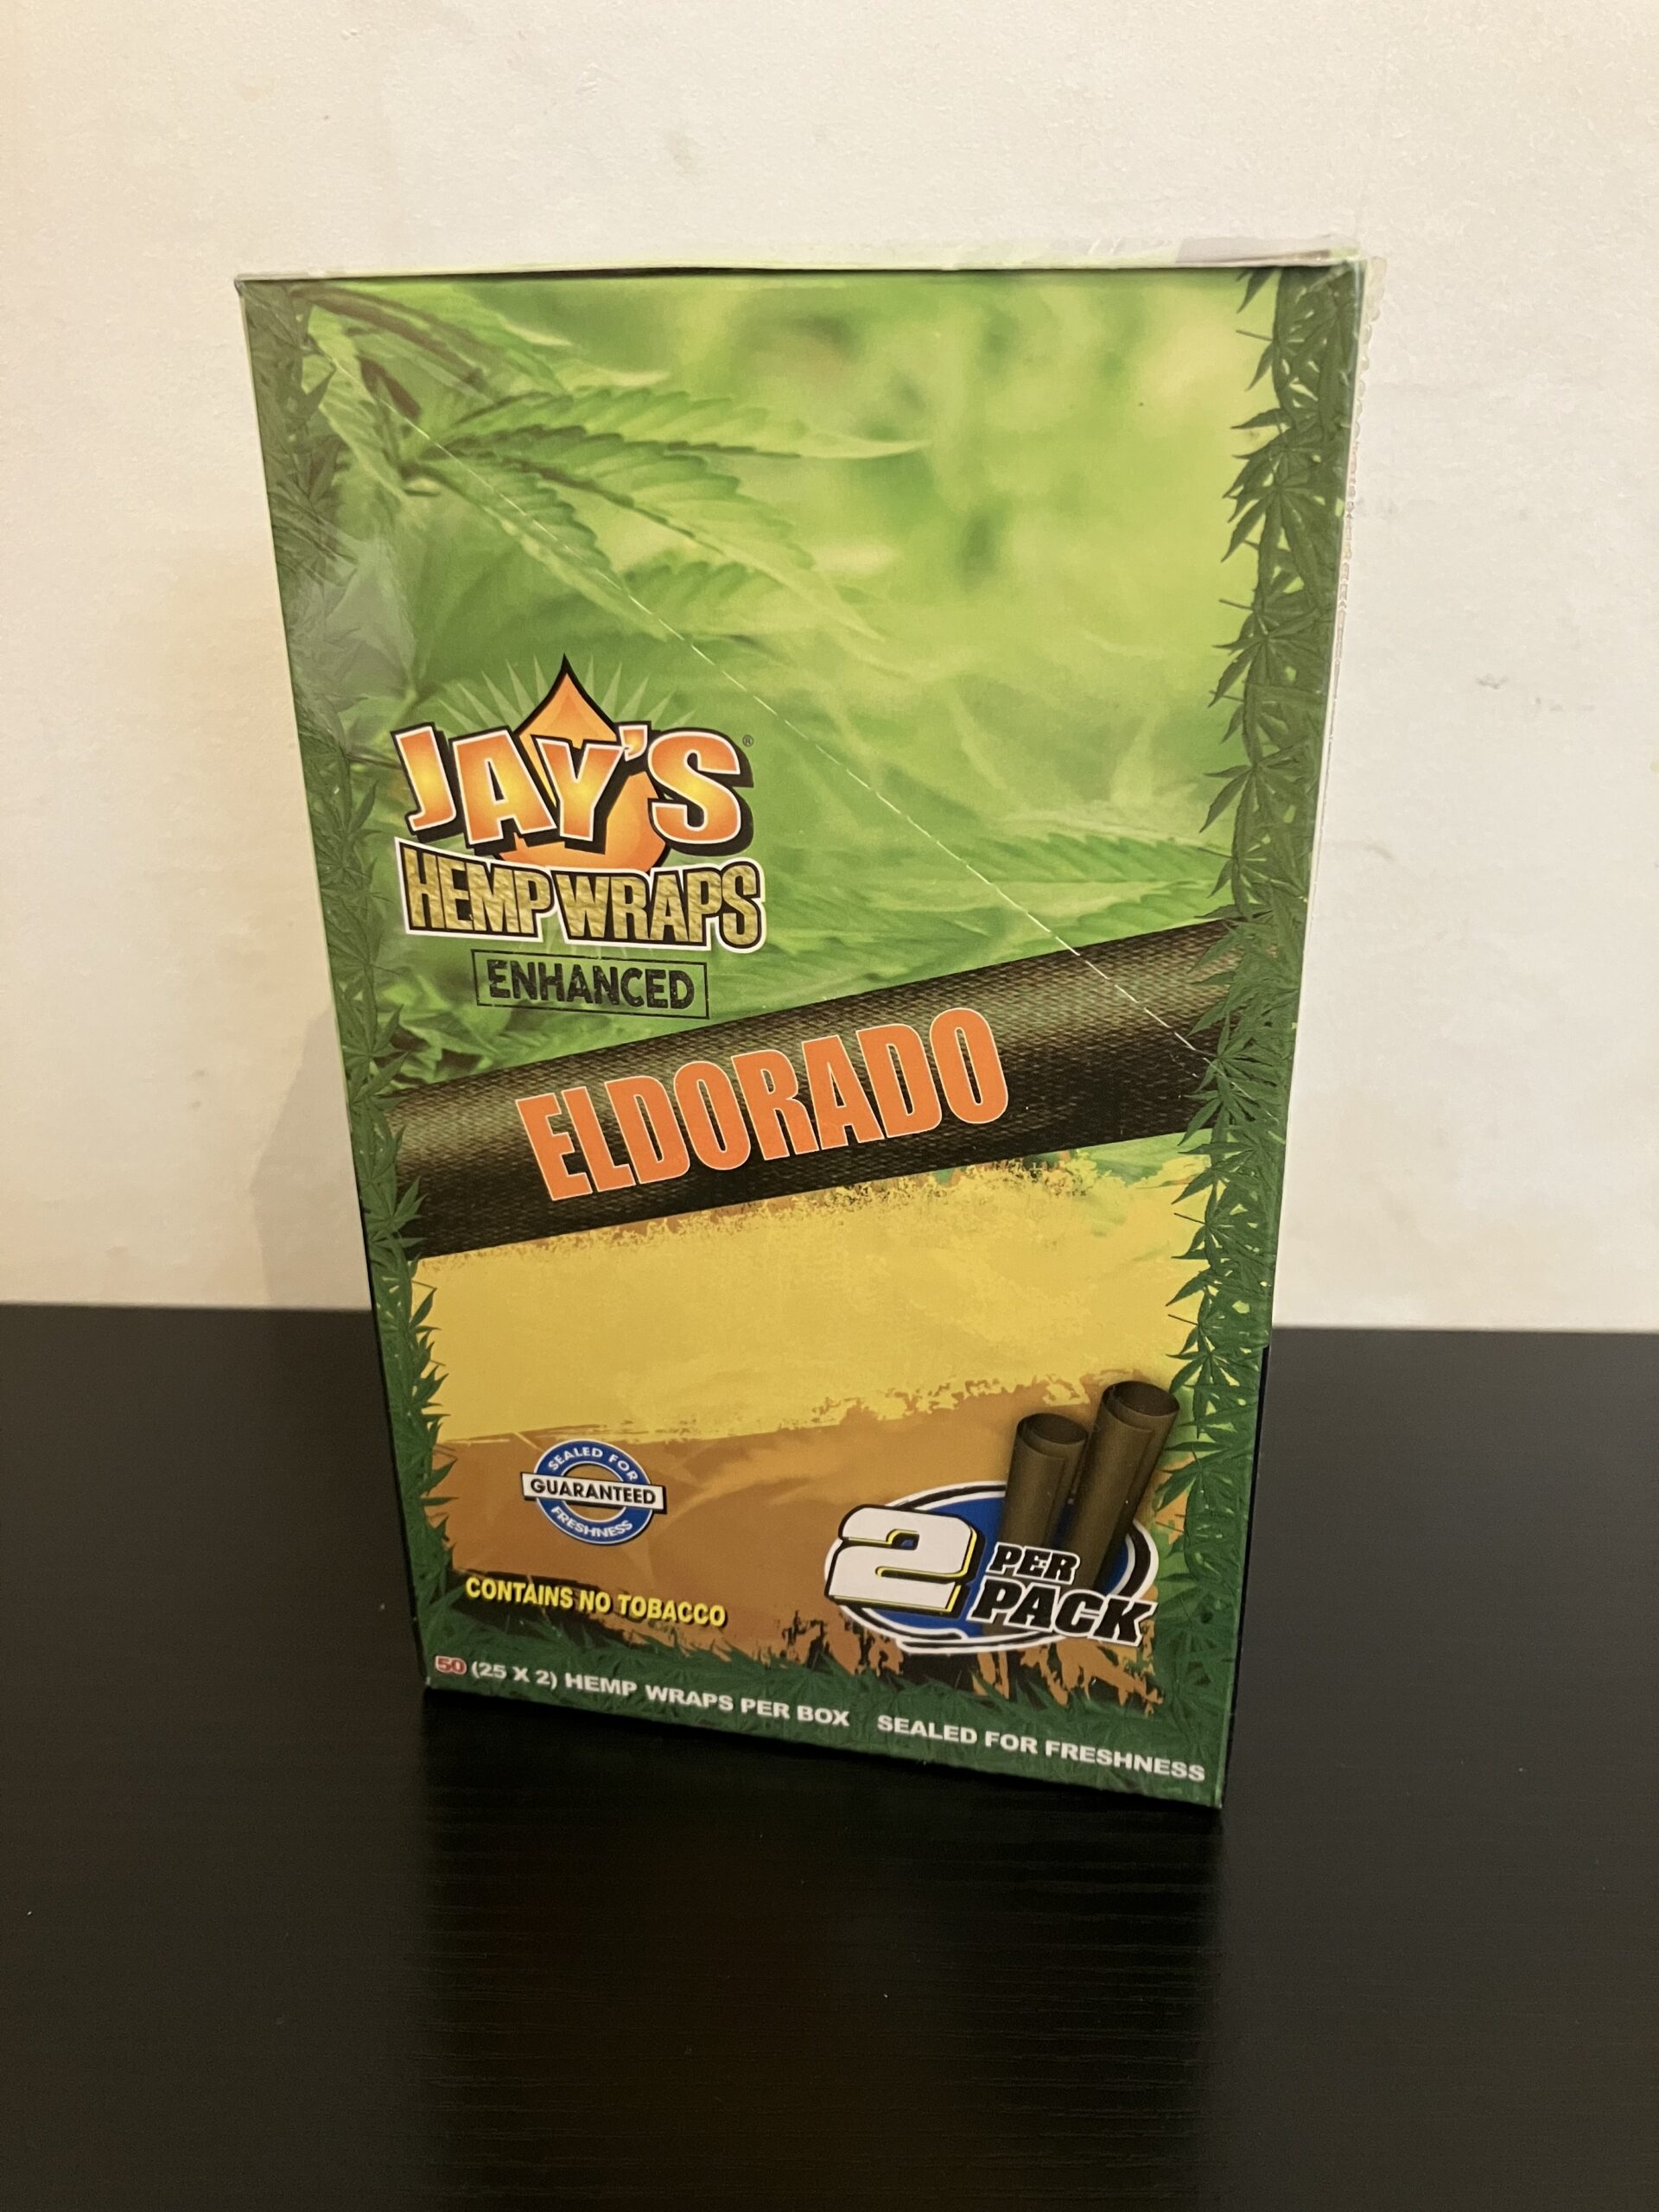 JAY'S®
HEMP WRAPS
ENHANCED
ELDORADO
SEALED FOR
GUARANTEED
FRESHNESS
2 PER
PACK
CONTAINS NO TOBACCO
50 (25 X 2) HEMP WRAPS PER BOX SEALED FOR FRESHNESS